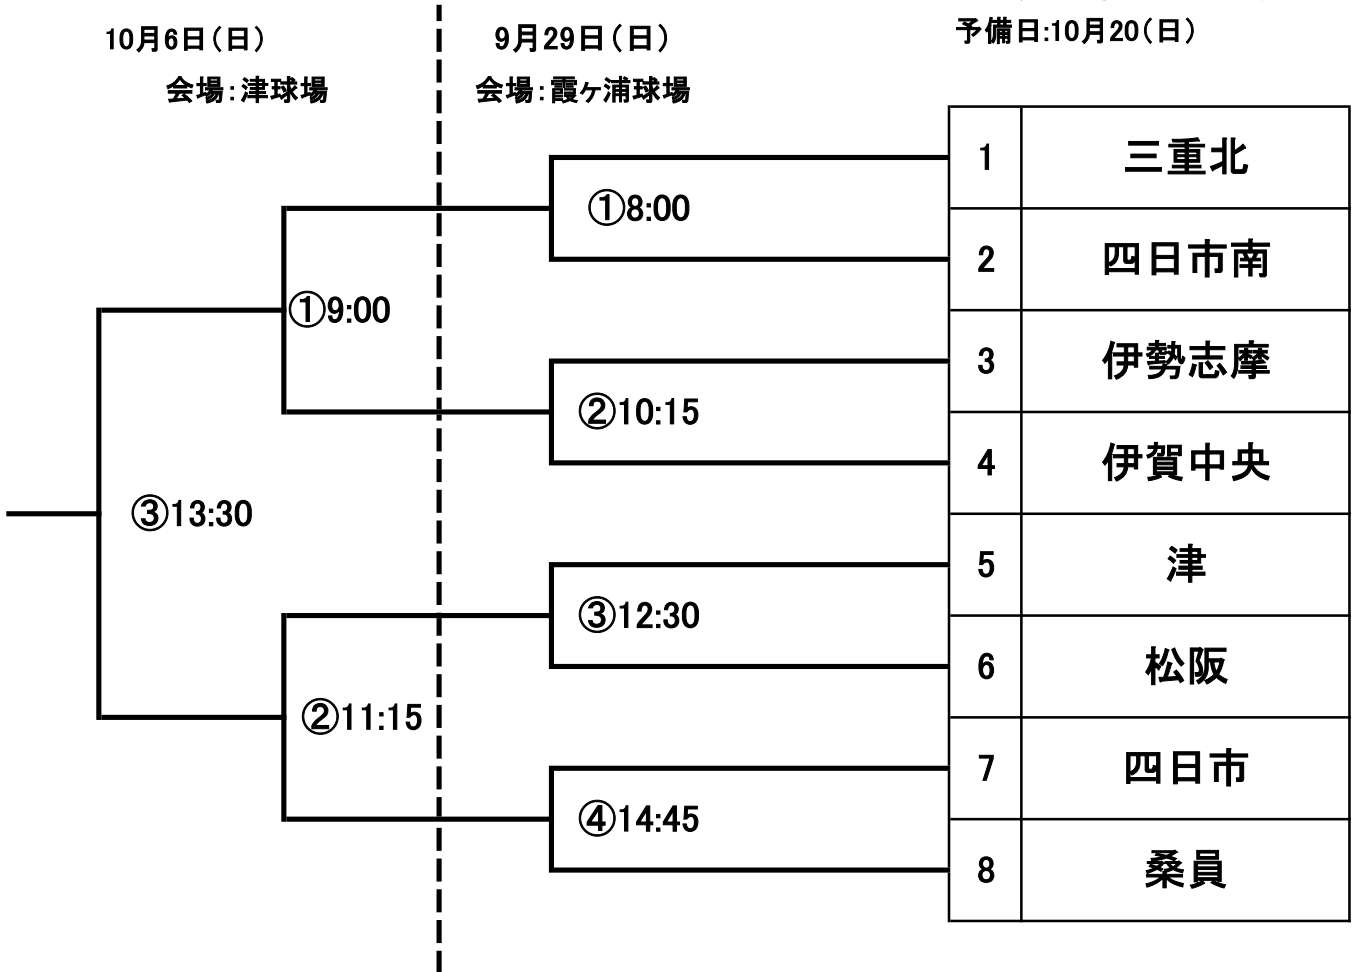 10月6日(日)
会場:津球場
9月29日(日)
会場:霞ヶ浦球場
予備日:10月20(日)
①8:00
①9:00
②10:15
③13:30
③12:30
②11:15
④14:45
1 三重北
2 四日市南
3 伊勢志摩
4 伊賀中央
5 津
6 松阪
7 四日市
8 桑員